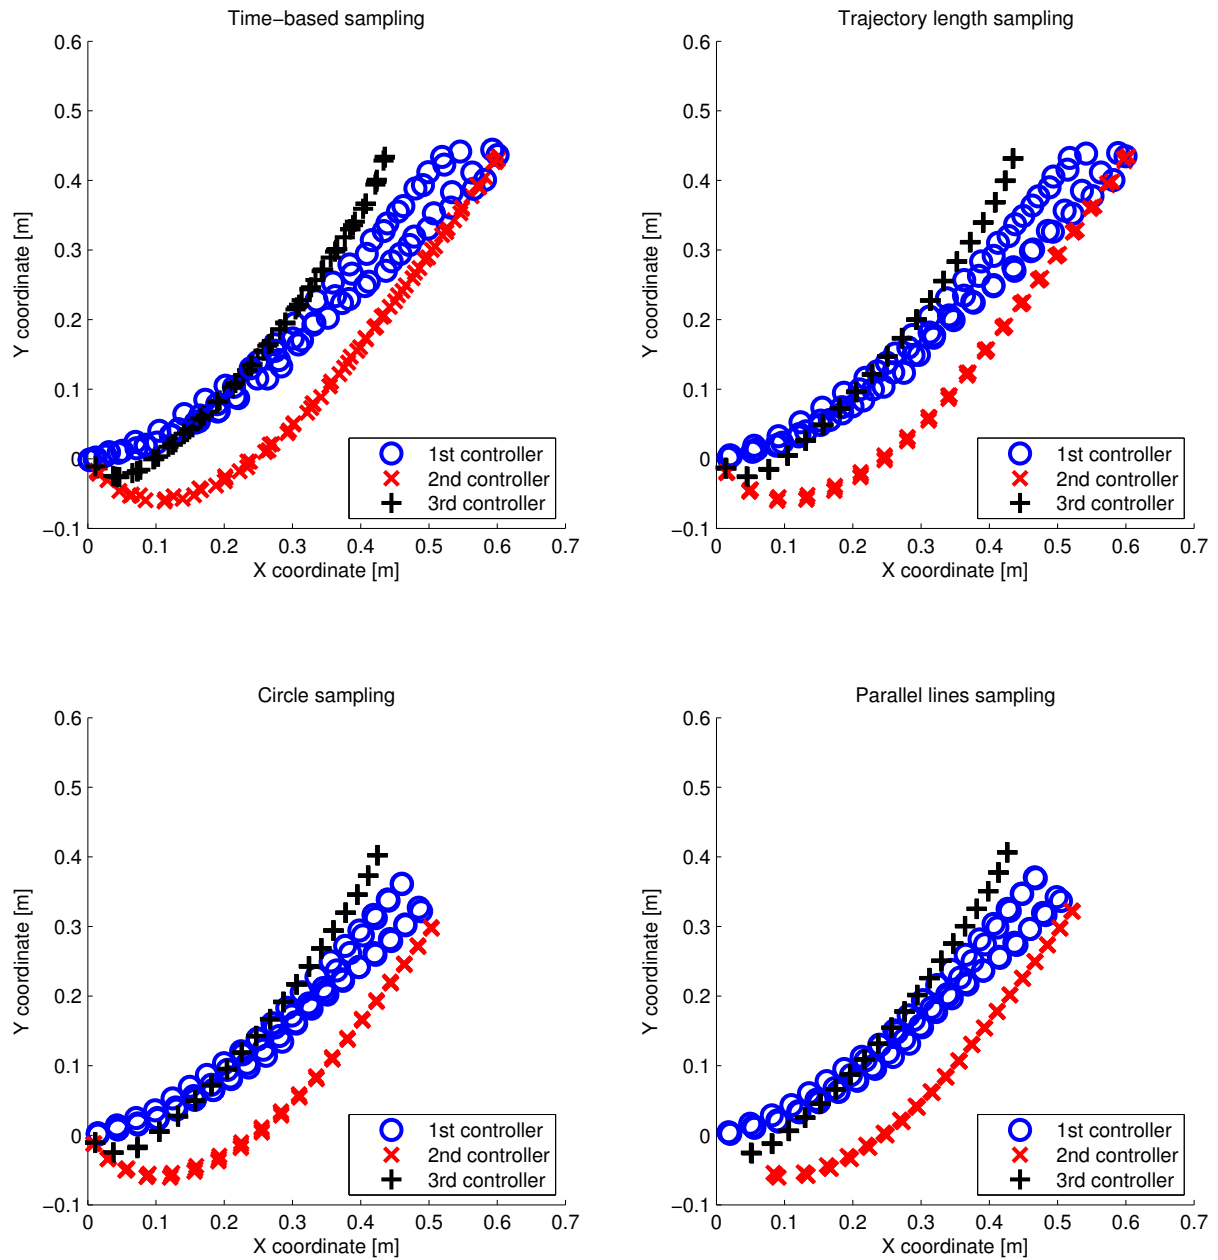 Time-based sampling
0.6
0.5
0.4
0.3
0.2
0.1
0
−0.1
0 0.1 0.2 0.3 0.4 0.5 0.6 0.7
X coordinate [m]
Y coordinate [m]
1st controller
2nd controller
3rd controller
Trajectory length sampling
0.6
0.5
0.4
0.3
0.2
0.1
0
−0.1
0 0.1 0.2 0.3 0.4 0.5 0.6 0.7
X coordinate [m]
Y coordinate [m]
1st controller
2nd controller
3rd controller
Circle sampling
0.6
0.5
0.4
0.3
0.2
0.1
0
−0.1
0 0.1 0.2 0.3 0.4 0.5 0.6 0.7
X coordinate [m]
Y coordinate [m]
1st controller
2nd controller
3rd controller
Parallel lines sampling
0.6
0.5
0.4
0.3
0.2
0.1
0
−0.1
0 0.1 0.2 0.3 0.4 0.5 0.6 0.7
X coordinate [m]
Y coordinate [m]
1st controller
2nd controller
3rd controller